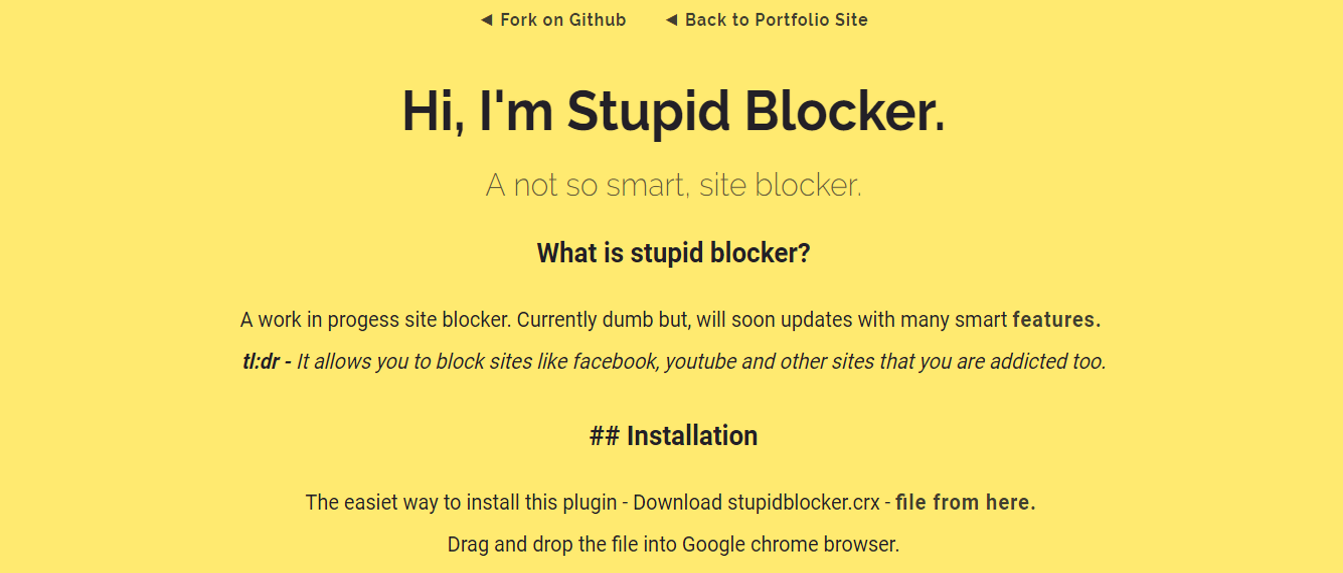 ◄ Fork on Github ◄ Back to Portfolio Site
Hi, I'm Stupid Blocker.
A not so smart, site blocker.
What is stupid blocker?
A work in progess site blocker. Currently dumb but, will soon updates with many smart features.
tl:dr - It allows you to block sites like facebook, youtube and other sites that you are addicted too.
## Installation
The easiet way to install this plugin - Download stupidblocker.crx - file from here.
Drag and drop the file into Google chrome browser.